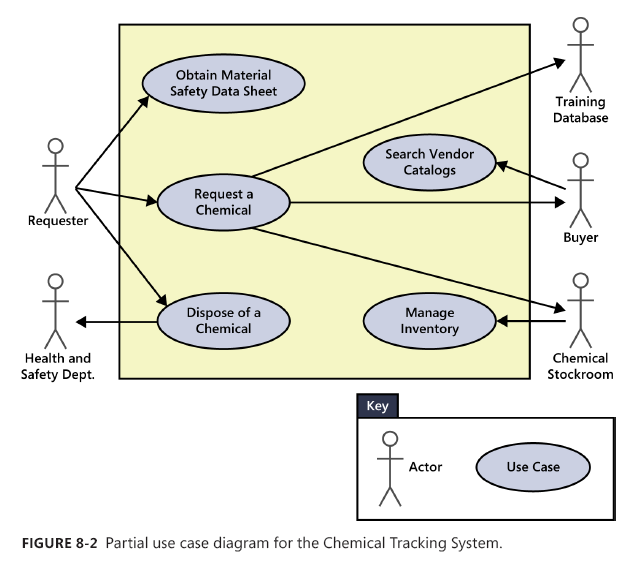 Obtain Material
Safety Data Sheet
Training
Database
Search Vendor
Catalogs
Request a
Chemical
Requester
Buyer
Dispose of a
Chemical
Manage
Inventory
Health and
Safety Dept.
Chemical
Stockroom
Key
Actor
Use Case
FIGURE 8-2 Partial use case diagram for the Chemical Tracking System.